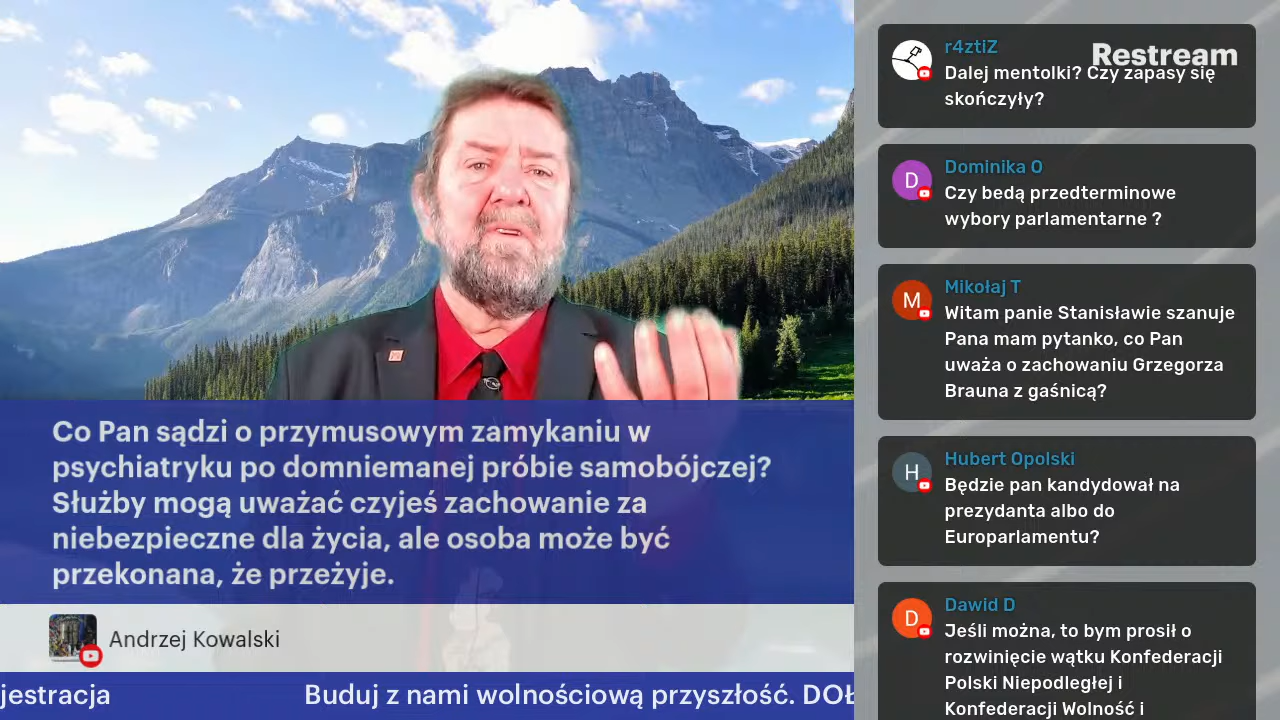 Co Pan sądzi o przymusowym zamykaniu w
psychiatryku po domniemanej próbie samobójczej?
Służby mogą uważać czyjeś zachowanie za
niebezpieczne dla życia, ale osoba może być
przekonana, że przeżyje.
Andrzej Kowalski
jestracja Buduj z nami wolnościową przyszłość. DOŁ
Restream
r4ztiZ
Dalej mentolki? Czy zapasy się
skończyły?
D
Dominika O
Czy bedą przedterminowe
wybory parlamentarne ?
M
Mikołaj T
Witam panie Stanisławie szanuje
Pana mam pytanko, co Pan
uważa o zachowaniu Grzegorza
Brauna z gaśnicą?
H
Hubert Opolski
Będzie pan kandydował na
prezydanta albo do
Europarlamentu?
D
Dawid D
Jeśli można, to bym prosił o
rozwinięcie wątku Konfederacji
Polski Niepodległej i
Konfederacji Wolność i